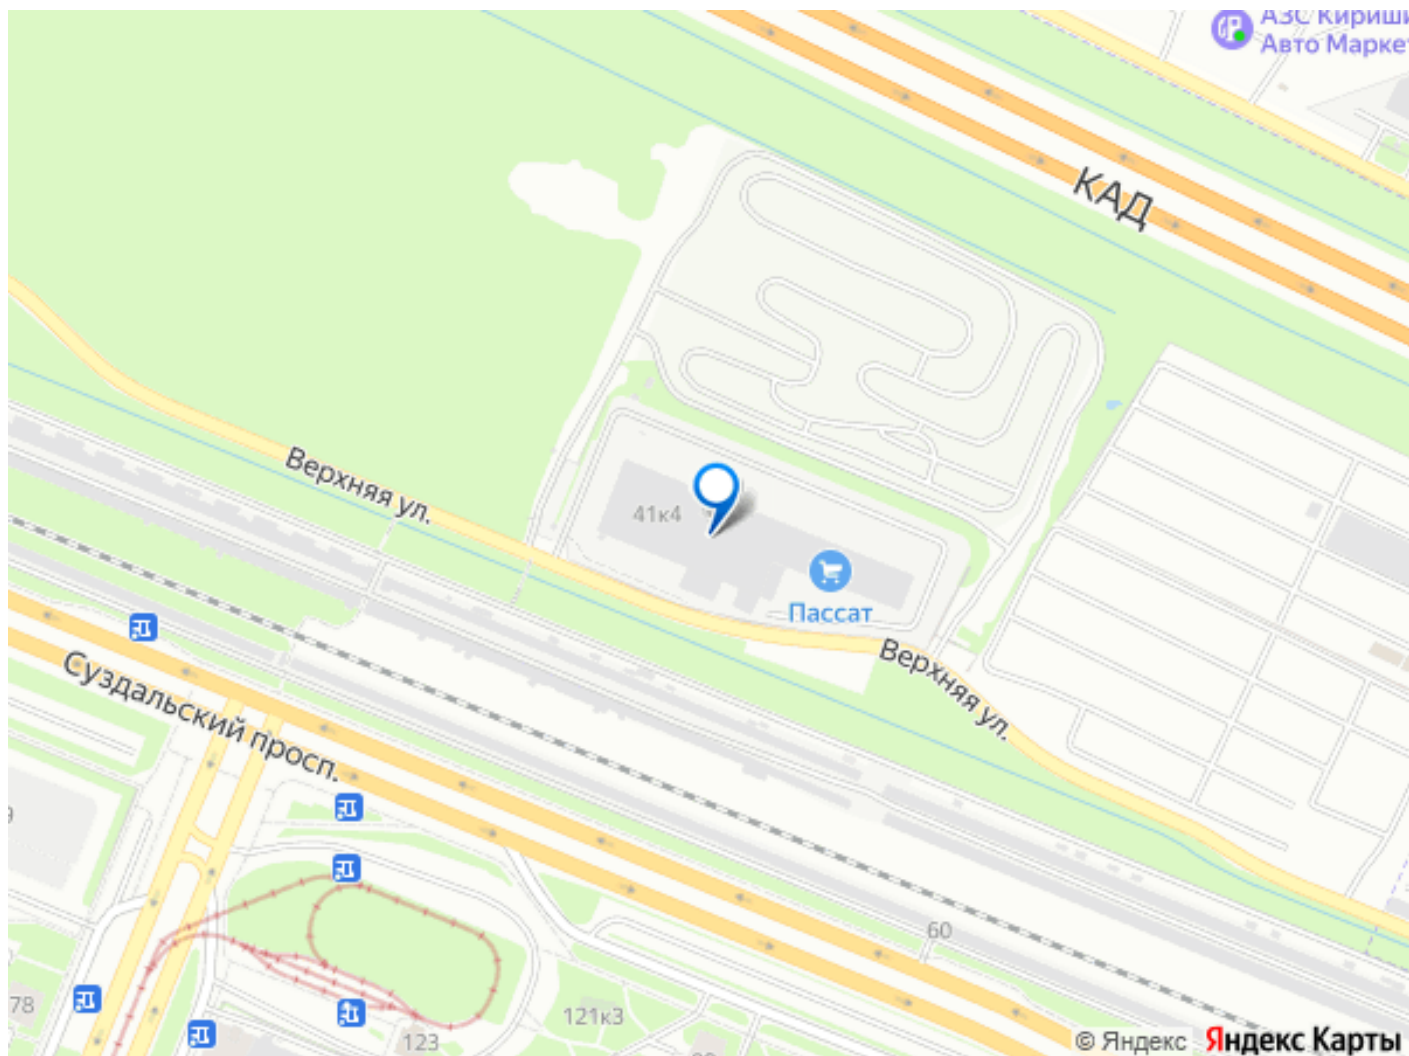 АЗС Кириши
Авто Маркет
КАД
Верхняя ул.
41к4
Пассат
Верхняя ул.
Суздальский просп.
9
60
78
121к3
123
© Яндекс Яндекс Карты